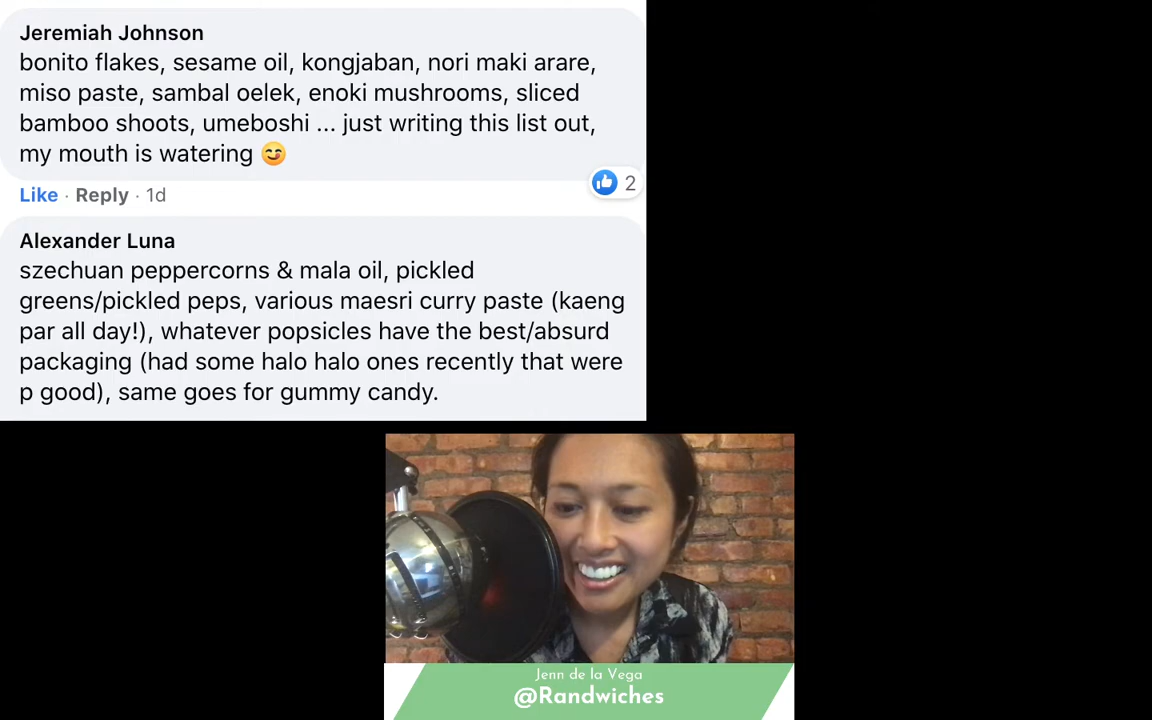 Jeremiah Johnson
bonito flakes, sesame oil, kongjaban, nori maki arare,
miso paste, sambal oelek, enoki mushrooms, sliced
bamboo shoots, umeboshi ... just writing this list out,
my mouth is watering 😋
2
Like · Reply · 1d
Alexander Luna
szechuan peppercorns & mala oil, pickled
greens/pickled peps, various maesri curry paste (kaeng
par all day!), whatever popsicles have the best/absurd
packaging (had some halo halo ones recently that were
p good), same goes for gummy candy.
Jenn de la Vega
@Randwiches